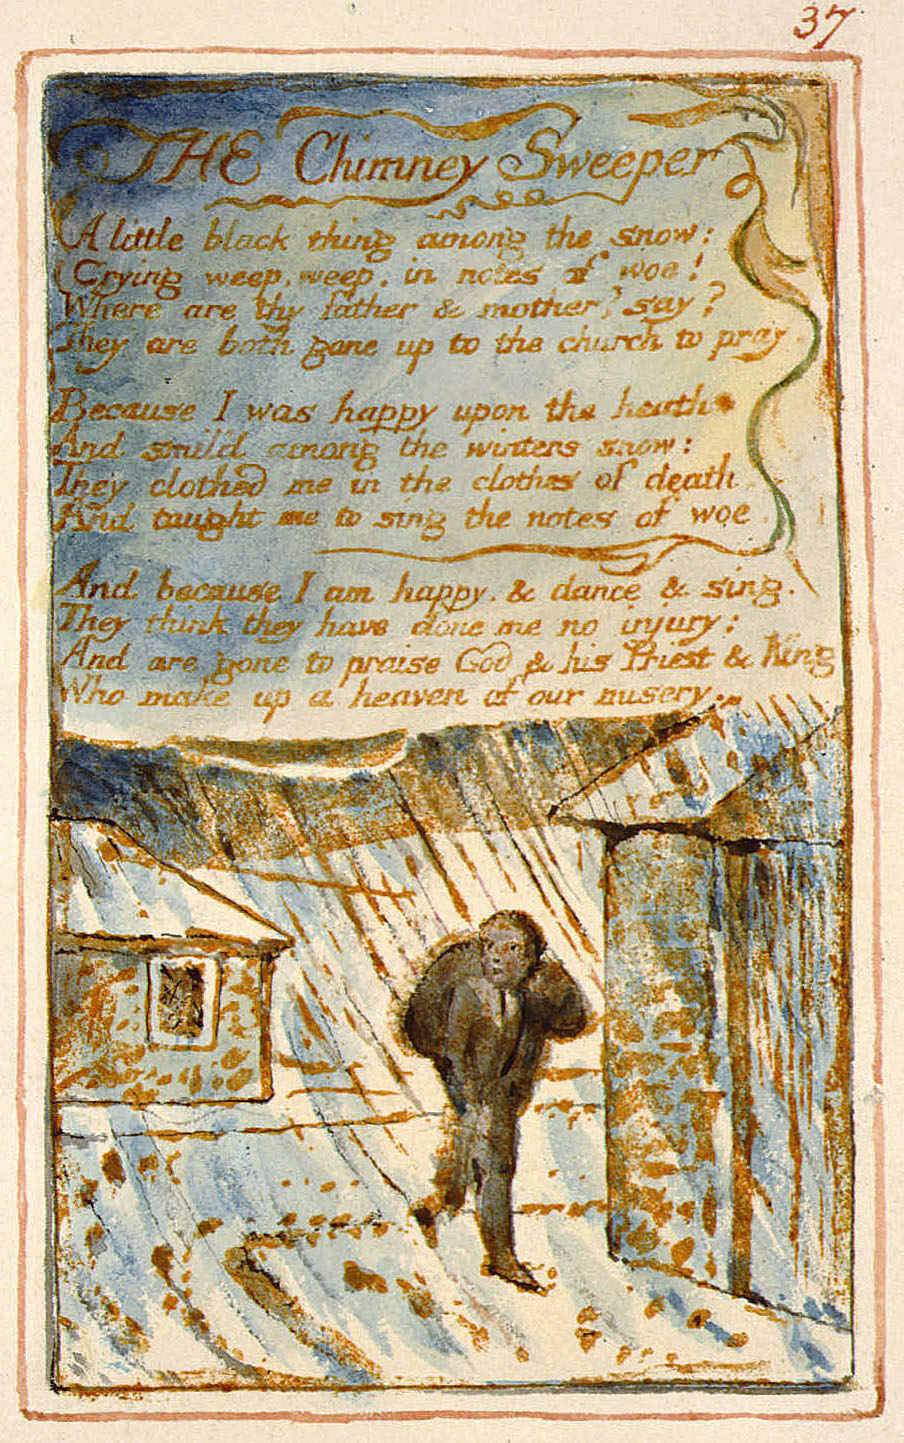 37
THE Chimney Sweeper
A little black thing among the snow:
Crying weep, weep, in notes of woe!
Where are thy father & mother? say?
They are both gone up to the church to pray
Because I was happy upon the heath
And smil'd among the winters snow:
They clothed me in the clothes of death
And taught me to sing the notes of woe.
And because I am happy. & dance & sing.
They think they have done me no injury:
And are gone to praise God & his Priest & King
Who make up a heaven of our misery.